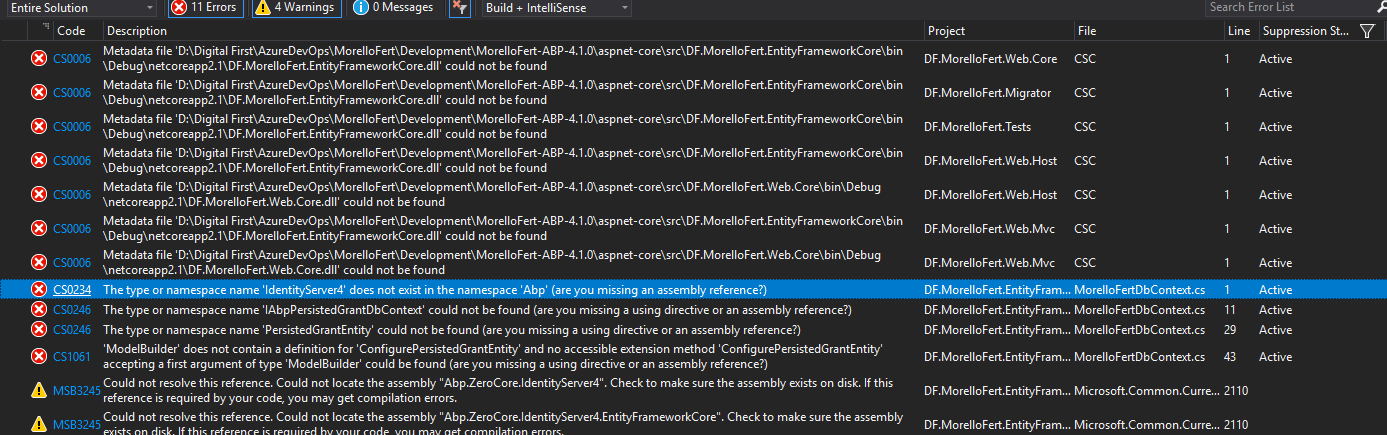 Entire Solution
11 Errors
4 Warnings
0 Messages
Build + IntelliSense
Search Error List
Code Description Project File Line Suppression St...
CS0006 Metadata file 'D:\Digital First\AzureDevOps\MorelloFert\Development\MorelloFert-ABP-4.1.0\aspnet-core\src\DF.MorelloFert.EntityFrameworkCore\bin DF.MorelloFert.Web.Core CSC 1 Active
\Debug\netcoreapp2.1\DF.MorelloFert.EntityFrameworkCore.dll' could not be found
CS0006 Metadata file 'D:\Digital First\AzureDevOps\MorelloFert\Development\MorelloFert-ABP-4.1.0\aspnet-core\src\DF.MorelloFert.EntityFrameworkCore\bin DF.MorelloFert.Migrator CSC 1 Active
\Debug\netcoreapp2.1\DF.MorelloFert.EntityFrameworkCore.dll' could not be found
CS0006 Metadata file 'D:\Digital First\AzureDevOps\MorelloFert\Development\MorelloFert-ABP-4.1.0\aspnet-core\src\DF.MorelloFert.EntityFrameworkCore\bin DF.MorelloFert.Tests CSC 1 Active
\Debug\netcoreapp2.1\DF.MorelloFert.EntityFrameworkCore.dll' could not be found
CS0006 Metadata file 'D:\Digital First\AzureDevOps\MorelloFert\Development\MorelloFert-ABP-4.1.0\aspnet-core\src\DF.MorelloFert.EntityFrameworkCore\bin DF.MorelloFert.Web.Host CSC 1 Active
\Debug\netcoreapp2.1\DF.MorelloFert.EntityFrameworkCore.dll' could not be found
CS0006 Metadata file 'D:\Digital First\AzureDevOps\MorelloFert\Development\MorelloFert-ABP-4.1.0\aspnet-core\src\DF.MorelloFert.Web.Core\bin\Debug DF.MorelloFert.Web.Host CSC 1 Active
\netcoreapp2.1\DF.MorelloFert.Web.Core.dll' could not be found
CS0006 Metadata file 'D:\Digital First\AzureDevOps\MorelloFert\Development\MorelloFert-ABP-4.1.0\aspnet-core\src\DF.MorelloFert.EntityFrameworkCore\bin DF.MorelloFert.Web.Mvc CSC 1 Active
\Debug\netcoreapp2.1\DF.MorelloFert.EntityFrameworkCore.dll' could not be found
CS0006 Metadata file 'D:\Digital First\AzureDevOps\MorelloFert\Development\MorelloFert-ABP-4.1.0\aspnet-core\src\DF.MorelloFert.Web.Core\bin\Debug DF.MorelloFert.Web.Mvc CSC 1 Active
\netcoreapp2.1\DF.MorelloFert.Web.Core.dll' could not be found
CS0234 The type or namespace name 'IdentityServer4' does not exist in the namespace 'Abp' (are you missing an assembly reference?) DF.MorelloFert.EntityFram... MorelloFertDbContext.cs 1 Active
CS0246 The type or namespace name 'IAbpPersistedGrantDbContext' could not be found (are you missing a using directive or an assembly reference?) DF.MorelloFert.EntityFram... MorelloFertDbContext.cs 11 Active
CS0246 The type or namespace name 'PersistedGrantEntity' could not be found (are you missing a using directive or an assembly reference?) DF.MorelloFert.EntityFram... MorelloFertDbContext.cs 29 Active
CS1061 'ModelBuilder' does not contain a definition for 'ConfigurePersistedGrantEntity' and no accessible extension method 'ConfigurePersistedGrantEntity' DF.MorelloFert.EntityFram... MorelloFertDbContext.cs 43 Active
accepting a first argument of type 'ModelBuilder' could be found (are you missing a using directive or an assembly reference?)
MSB3245 Could not resolve this reference. Could not locate the assembly "Abp.ZeroCore.IdentityServer4". Check to make sure the assembly exists on disk. If this DF.MorelloFert.EntityFram... Microsoft.Common.Curre... 2110
reference is required by your code, you may get compilation errors.
MSB3245 Could not resolve this reference. Could not locate the assembly "Abp.ZeroCore.IdentityServer4.EntityFrameworkCore". Check to make sure the assembly DF.MorelloFert.EntityFram... Microsoft.Common.Curre... 2110
exists on disk. If this reference is required by your code, you may get compilation errors.